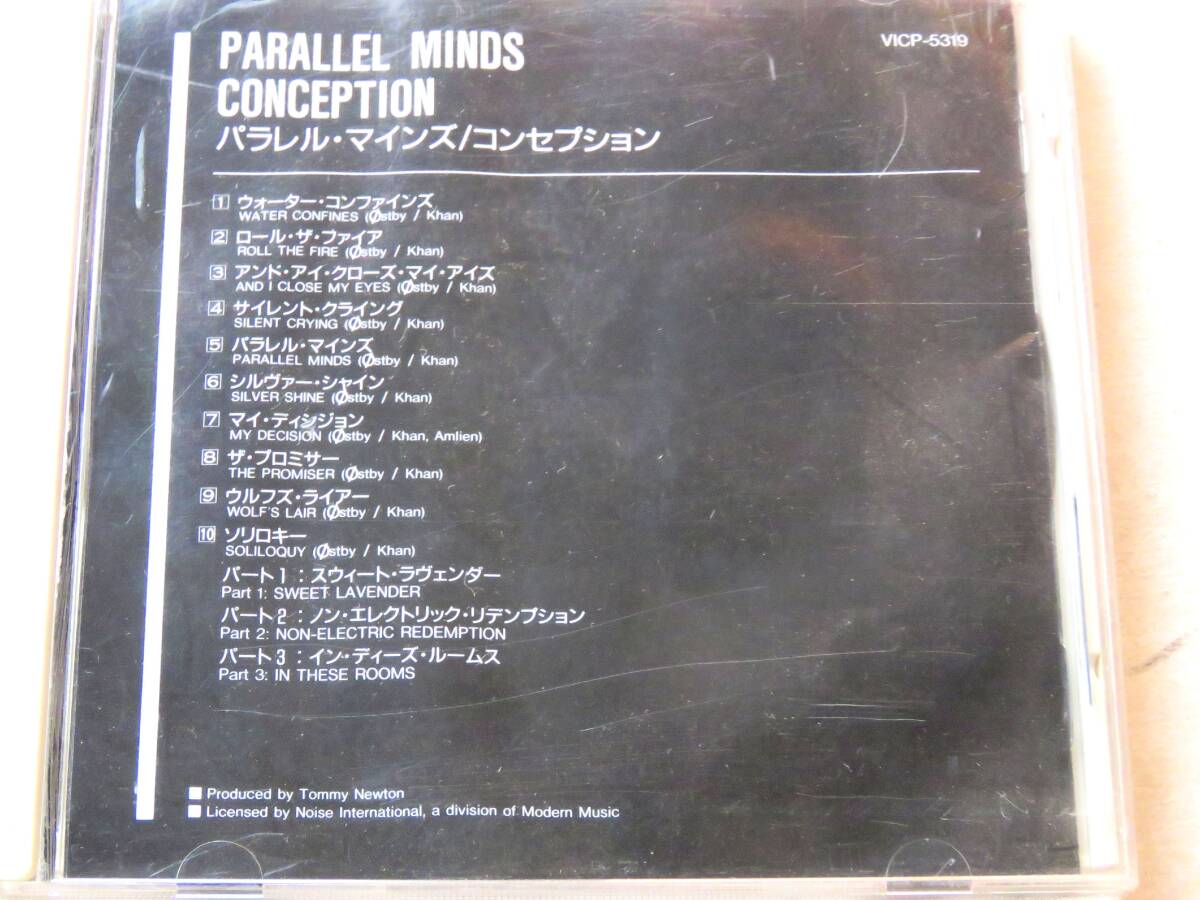 PARALLEL MINDS
VICP-5319
CONCEPTION
パラレル・マインズ/コンセプション
1 ウォーター・コンファインズ
WATER CONFINES (Østby / Khan)
2 ロール・ザ・ファイア
ROLL THE FIRE (Østby / Khan)
3 アンド・アイ・クローズ・マイ・アイズ
AND I CLOSE MY EYES (Østby / Khan)
4 サイレント・クライング
SILENT CRYING (Østby / Khan)
5 パラレル・マインズ
PARALLEL MINDS (Østby / Khan)
6 シルヴァー・シャイン
SILVER SHINE (Østby / Khan)
7 マイ・ディシジョン
MY DECISION (Østby / Khan, Amlien)
8 ザ・プロミサー
THE PROMISER (Østby / Khan)
9 ウルフズ・ライアー
WOLF'S LAIR (Østby / Khan)
10 ソリロキー
SOLILOQUY (Østby / Khan)
パート1：スウィート・ラヴェンダー
Part 1: SWEET LAVENDER
パート2：ノン・エレクトリック・リデンプション
Part 2: NON-ELECTRIC REDEMPTION
パート3：イン・ディーズ・ルームス
Part 3: IN THESE ROOMS
■ Produced by Tommy Newton
■ Licensed by Noise International, a division of Modern Music